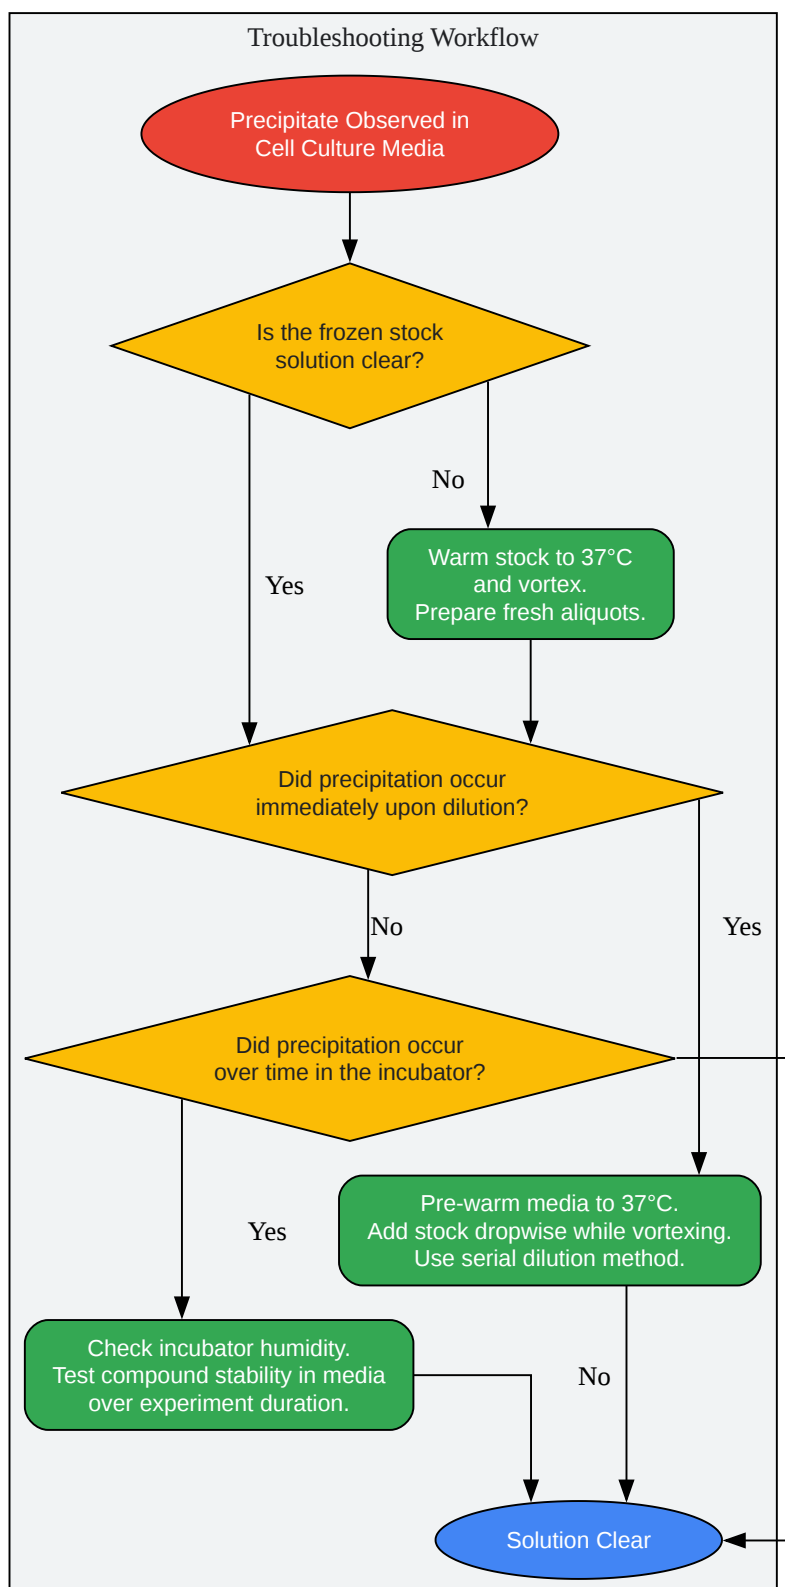 Troubleshooting Workflow
Precipitate Observed in
Cell Culture Media
Is the frozen stock
solution clear?
No
Warm stock to 37°C
and vortex.
Prepare fresh aliquots.
Yes
Did precipitation occur
immediately upon dilution?
No
Yes
Did precipitation occur
over time in the incubator?
Pre-warm media to 37°C.
Add stock dropwise while vortexing.
Use serial dilution method.
Yes
Check incubator humidity.
Test compound stability in media
over experiment duration.
No
Solution Clear